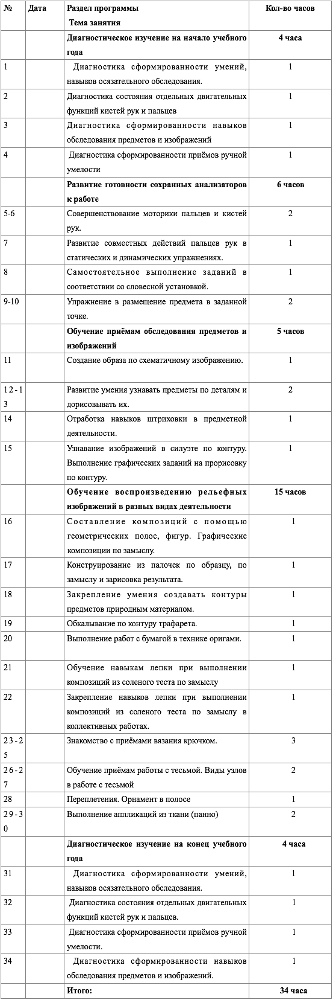 № Дата Раздел программы Кол-во часов
Тема занятия
Диагностическое изучение на начало учебного 4 часа
года
1 Диагностика сформированности умений, 1
навыков осязательного обследования.
2 Диагностика состояния отдельных двигательных 1
функций кистей рук и пальцев
3 Диагностика сформированности навыков 1
обследования предметов и изображений
4 Диагностика сформированности приёмов ручной 1
умелости
Развитие готовности сохранных анализаторов 6 часов
к работе
5-6 Совершенствование моторики пальцев и кистей 2
рук.
7 Развитие совместных действий пальцев рук в 1
статических и динамических упражнениях.
8 Самостоятельное выполнение заданий в 1
соответствии со словесной установкой.
9-10 Упражнение в размещение предмета в заданной 2
точке.
Обучение приёмам обследования предметов и 5 часов
изображений
11 Создание образа по схематичному изображению. 1
12-1 Развитие умения узнавать предметы по деталям и 2
3 дорисовывать их.
14 Отработка навыков штриховки в предметной 1
деятельности.
15 Узнавание изображений в силуэте по контуру. 1
Выполнение графических заданий на прорисовку
по контуру.
Обучение воспроизведению рельефных 15 часов
изображений в разных видах деятельности
16 Составление композиций с помощью 1
геометрических полос, фигур. Графические
композиции по замыслу.
17 Конструирование из палочек по образцу, по 1
замыслу и зарисовка результата.
18 Закрепление умения создавать контуры 1
предметов природным материалом.
19 Обкалывание по контуру трафарета. 1
20 Выполнение работ с бумагой в технике оригами. 1
21 Обучение навыкам лепки при выполнении 1
композиций из соленого теста по замыслу
22 Закрепление навыков лепки при выполнении 1
композиций из соленого теста по замыслу в
коллективных работах.
23-2 Знакомство с приёмами вязания крючком. 3
5
26-2 Обучение приёмам работы с тесьмой. Виды узлов 2
7 в работе с тесьмой
28 Переплетения. Орнамент в полосе 1
29-3 Выполнение аппликаций из ткани (панно) 2
0
Диагностическое изучение на конец учебного 4 часа
года
31 Диагностика сформированности умений, 1
навыков осязательного обследования.
32 Диагностика состояния отдельных двигательных 1
функций кистей рук и пальцев.
33 Диагностика сформированности приёмов ручной 1
умелости.
34 Диагностика сформированности навыков 1
обследования предметов и изображений.
Итого: 34 часа